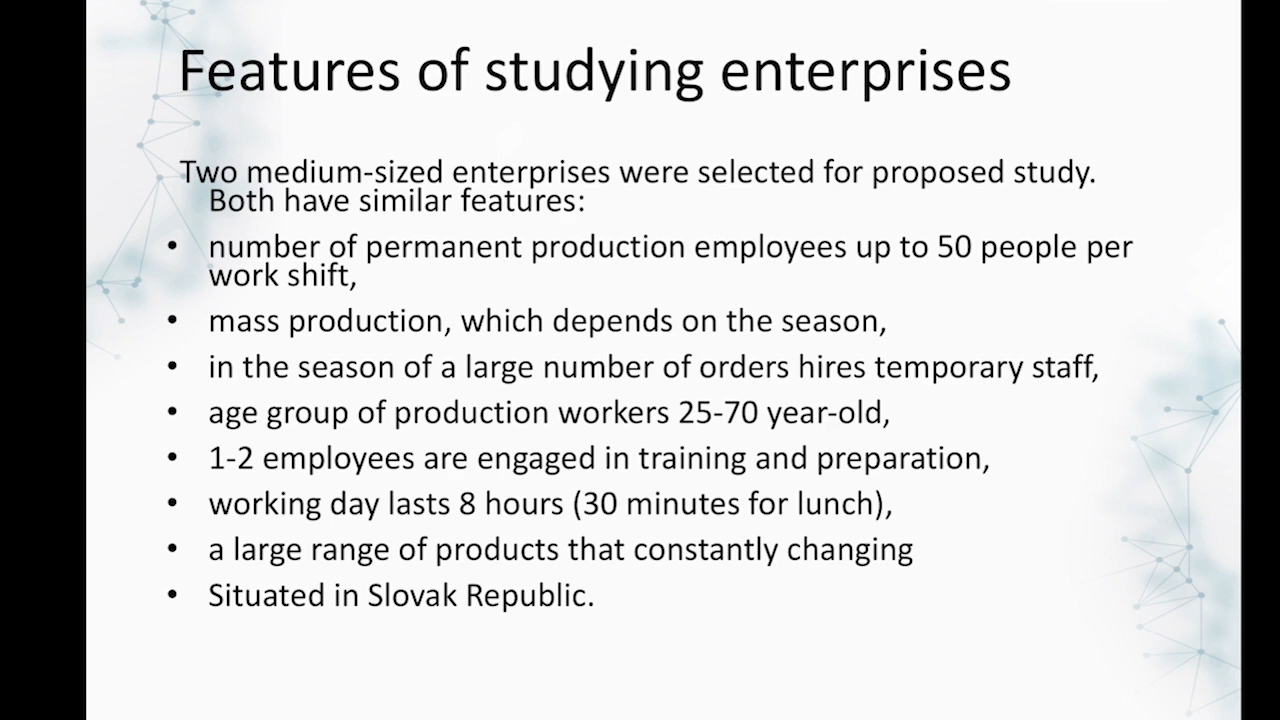 Features of studying enterprises
Two medium-sized enterprises were selected for proposed study.
Both have similar features:
• number of permanent production employees up to 50 people per
work shift,
• mass production, which depends on the season,
• in the season of a large number of orders hires temporary staff,
• age group of production workers 25-70 year-old,
• 1-2 employees are engaged in training and preparation,
• working day lasts 8 hours (30 minutes for lunch),
• a large range of products that constantly changing
• Situated in Slovak Republic.